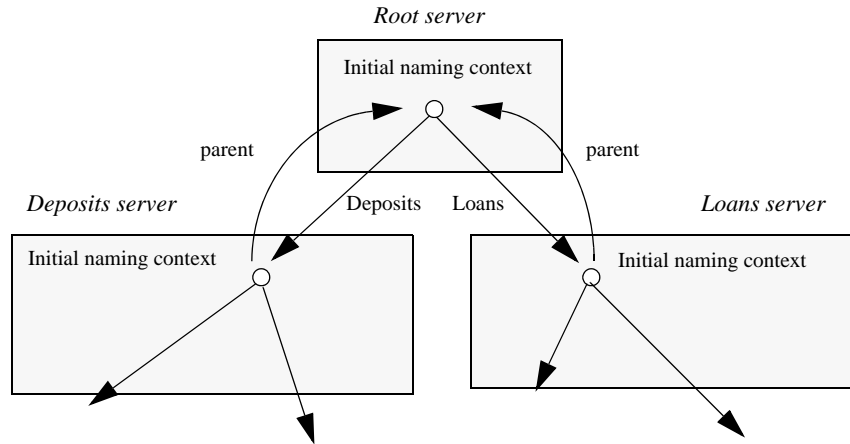 Root server
Initial naming context
parent
parent
Deposits server
Deposits
Loans
Loans server
Initial naming context
Initial naming context